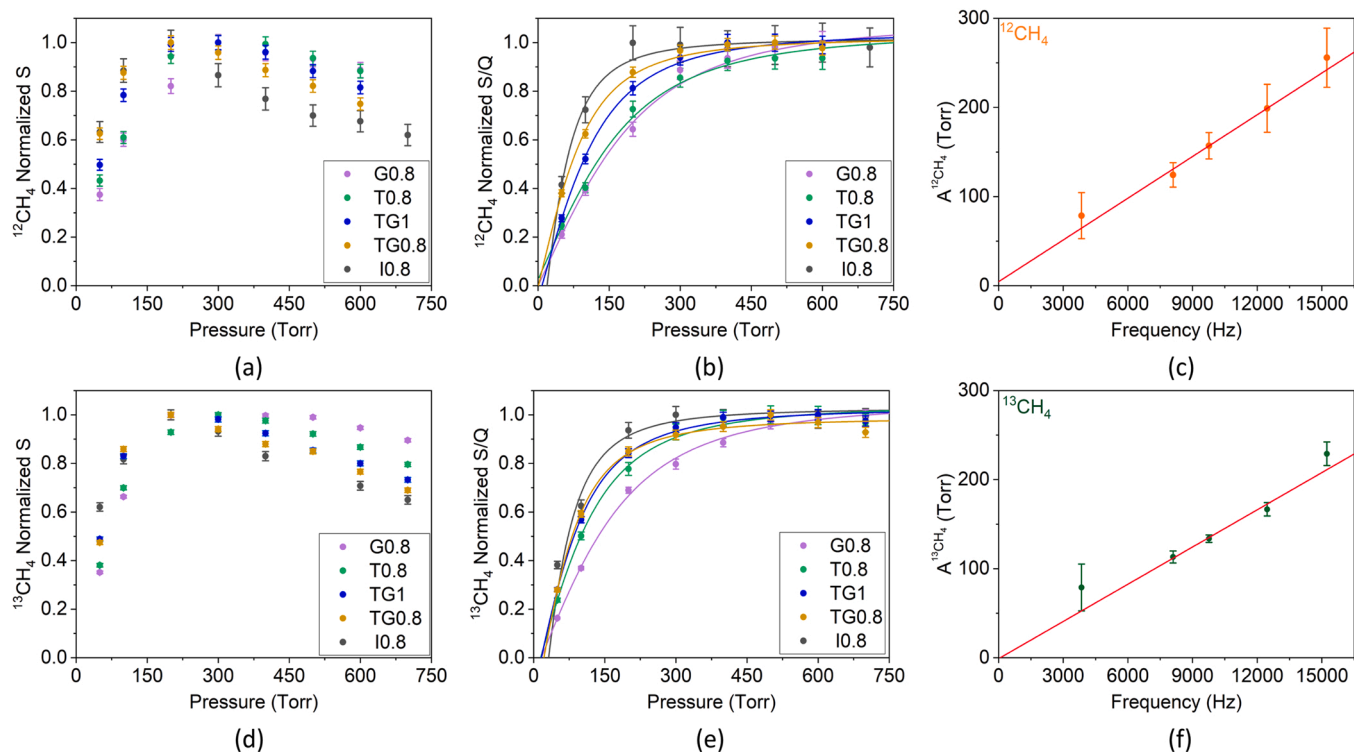 ¹²CH₄ Normalized S
1.0
0.8
0.6
0.4
0.2
0.0
0 150 300 450 600 750
Pressure (Torr)
G0.8
T0.8
TG1
TG0.8
I0.8
(a)
¹²CH₄ Normalized S/Q
1.0
0.8
0.6
0.4
0.2
0.0
0 150 300 450 600 750
Pressure (Torr)
G0.8
T0.8
TG1
TG0.8
I0.8
(b)
¹²CH₄
A ¹²CH₄ (Torr)
300
200
100
0
0 3000 6000 9000 12000 15000
Frequency (Hz)
(c)
¹³CH₄ Normalized S
1.0
0.8
0.6
0.4
0.2
0.0
0 150 300 450 600 750
Pressure (Torr)
G0.8
T0.8
TG1
TG0.8
I0.8
(d)
¹³CH₄ Normalized S/Q
1.0
0.8
0.6
0.4
0.2
0.0
0 150 300 450 600 750
Pressure (Torr)
G0.8
T0.8
TG1
TG0.8
I0.8
(e)
¹³CH₄
A ¹³CH₄ (Torr)
300
200
100
0
0 3000 6000 9000 12000 15000
Frequency (Hz)
(f)